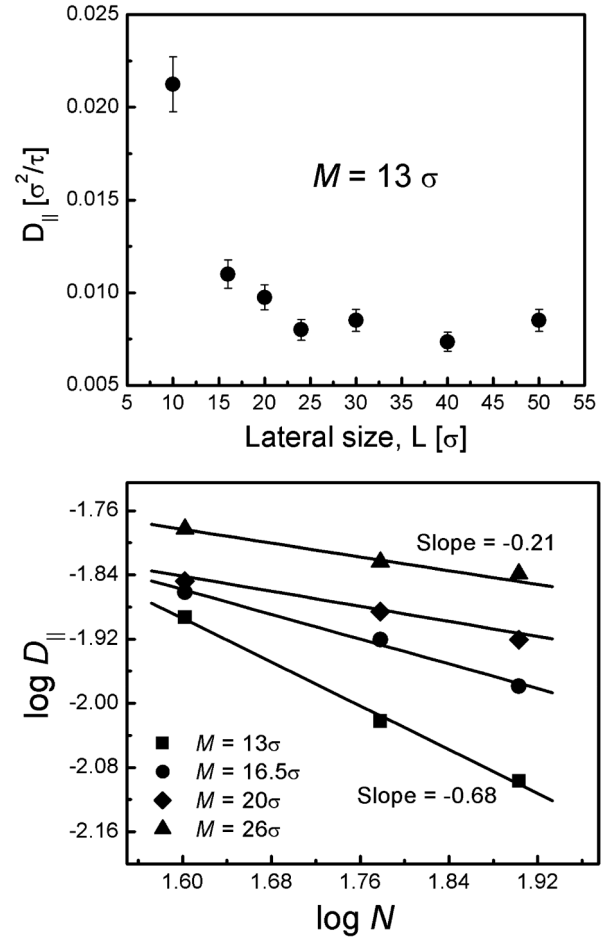 0.025
0.020
0.015
0.010
0.005
D|| [σ²/τ]
M = 13 σ
5 10 15 20 25 30 35 40 45 50 55
Lateral size, L [σ]
-1.76
-1.84
-1.92
-2.00
-2.08
-2.16
log D||
Slope = -0.21
M = 13σ
M = 16.5σ
M = 20σ
M = 26σ
Slope = -0.68
1.60 1.68 1.76 1.84 1.92
log N